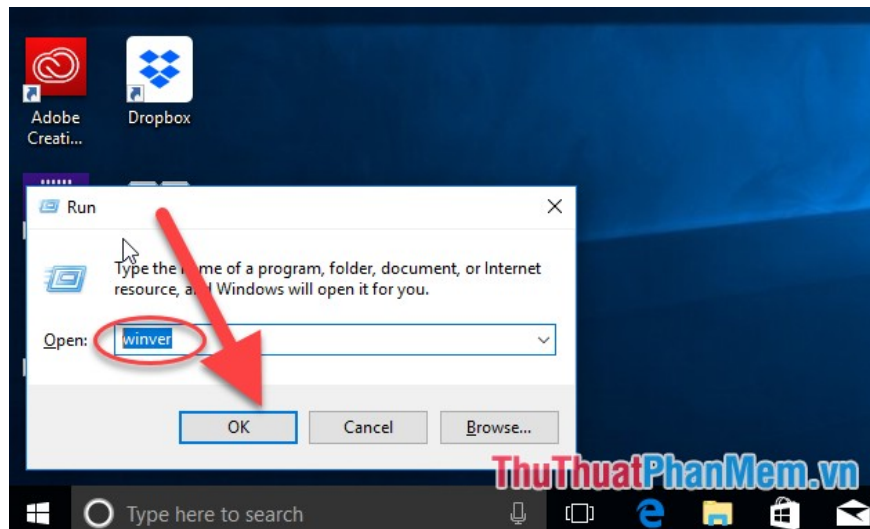 Adobe
Creati...
Dropbox
Run
Type the name of a program, folder, document, or Internet
resource, and Windows will open it for you.
Open:
winver
OK
Cancel
Browse...
ThuThuatPhanMem.vn
Type here to search